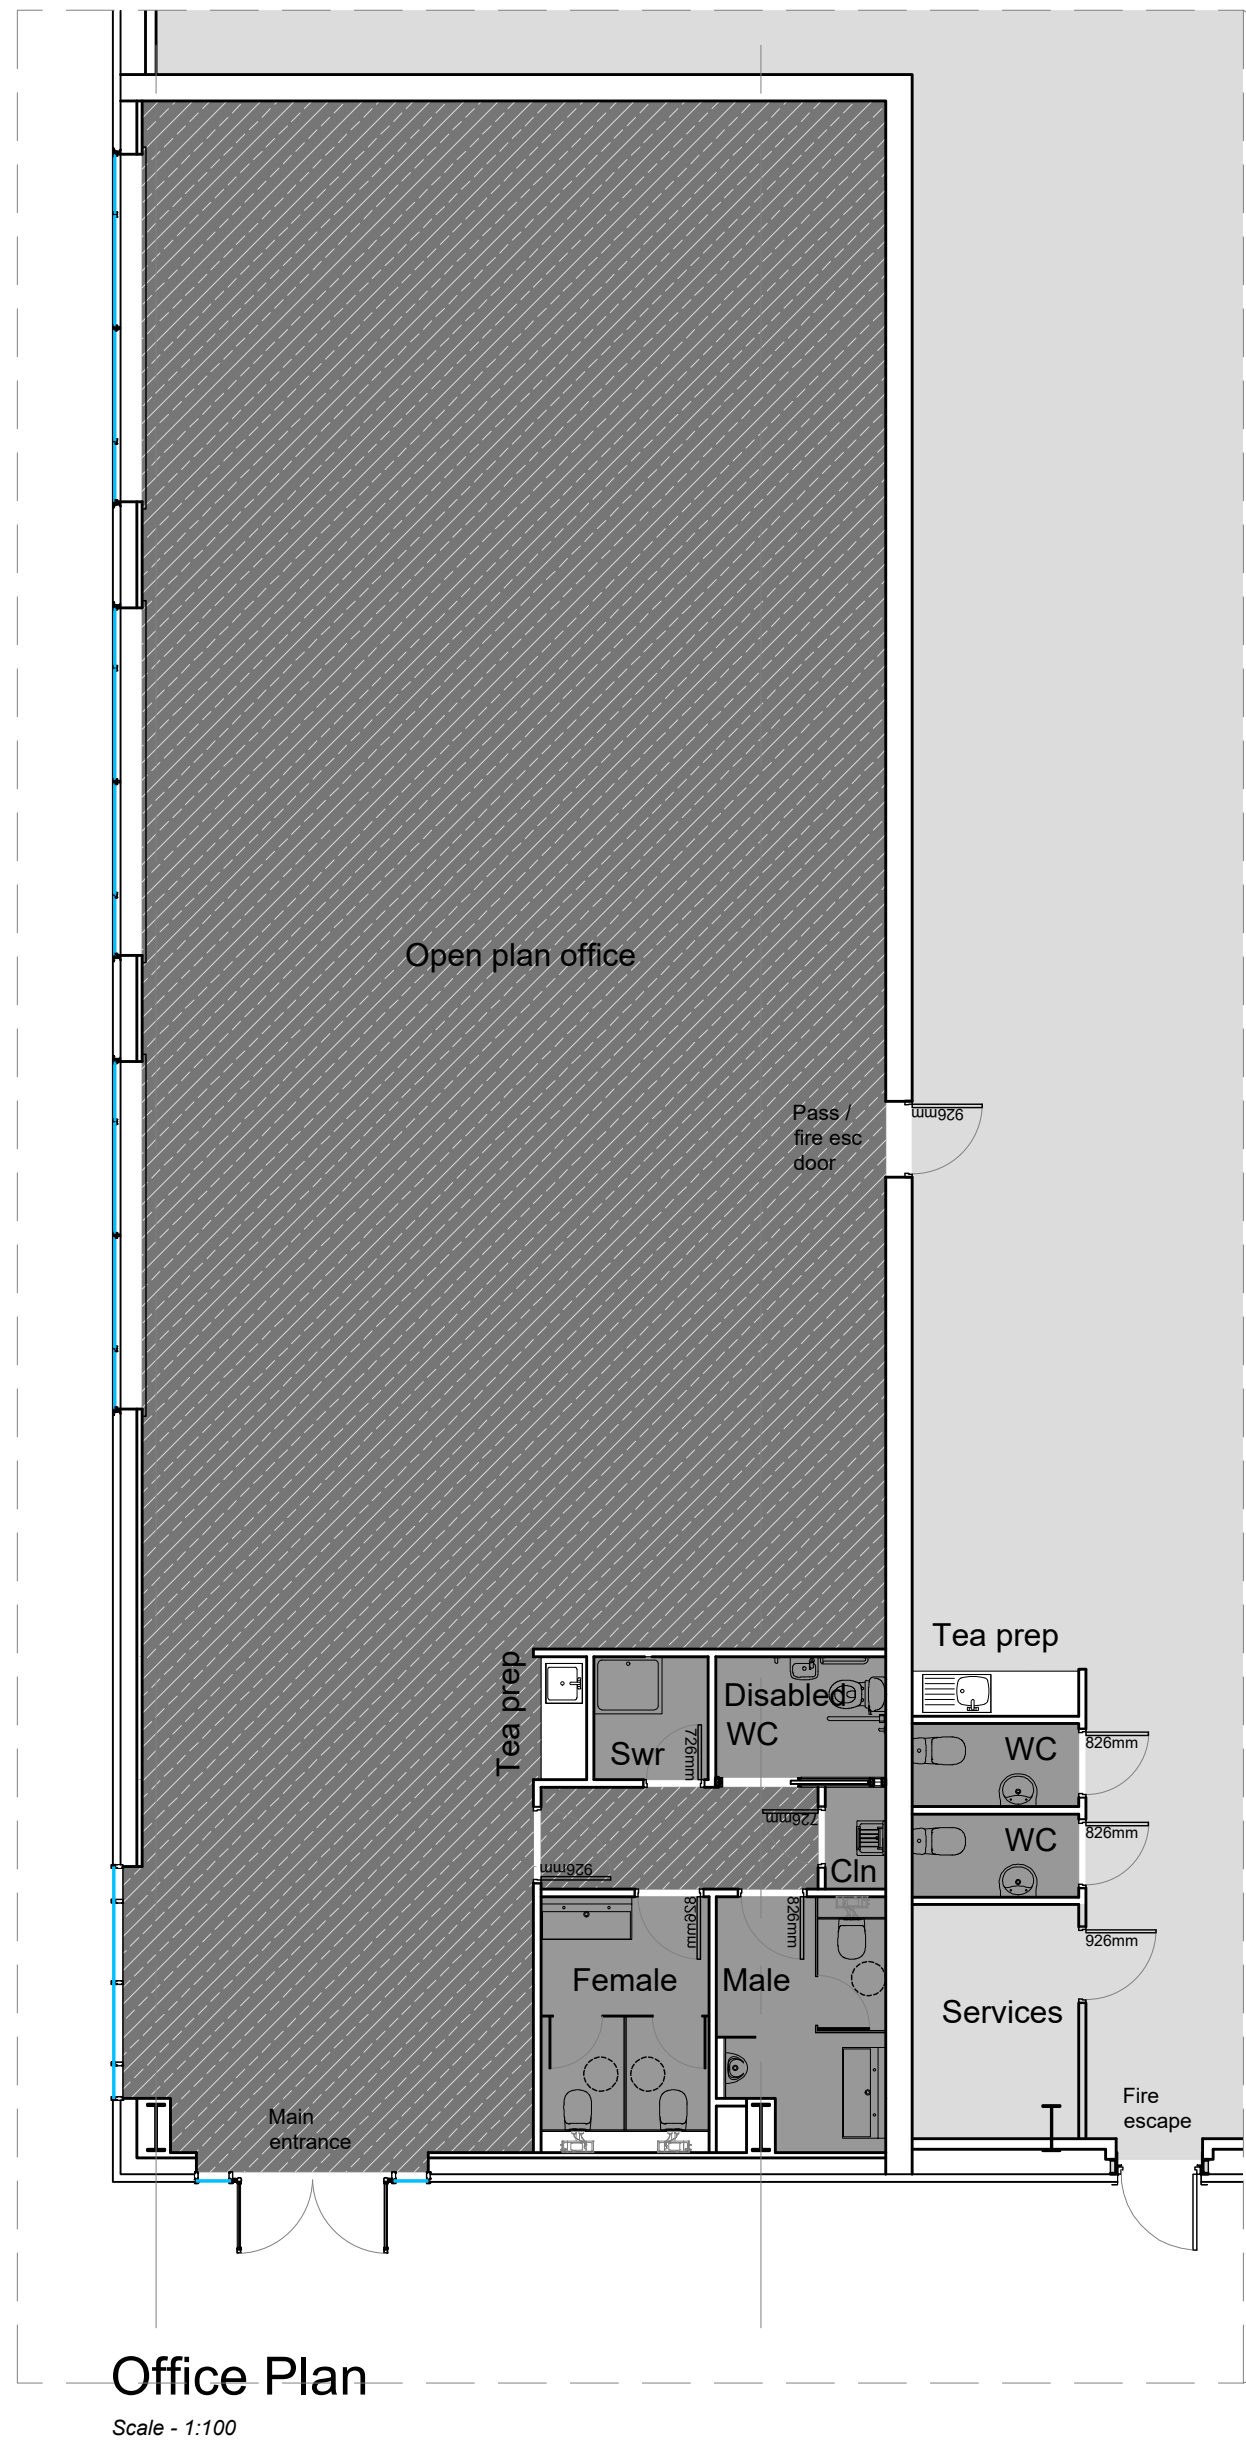 Open plan office
Pass /
fire esc
door
926mm
Tea prep
Tea prep
Disabled
WC
Swr
726mm
WC
826mm
726mm
WC
826mm
Cln
926mm
826mm
826mm
926mm
Female
Male
Services
Main
entrance
Fire
escape
Office Plan
Scale - 1:100